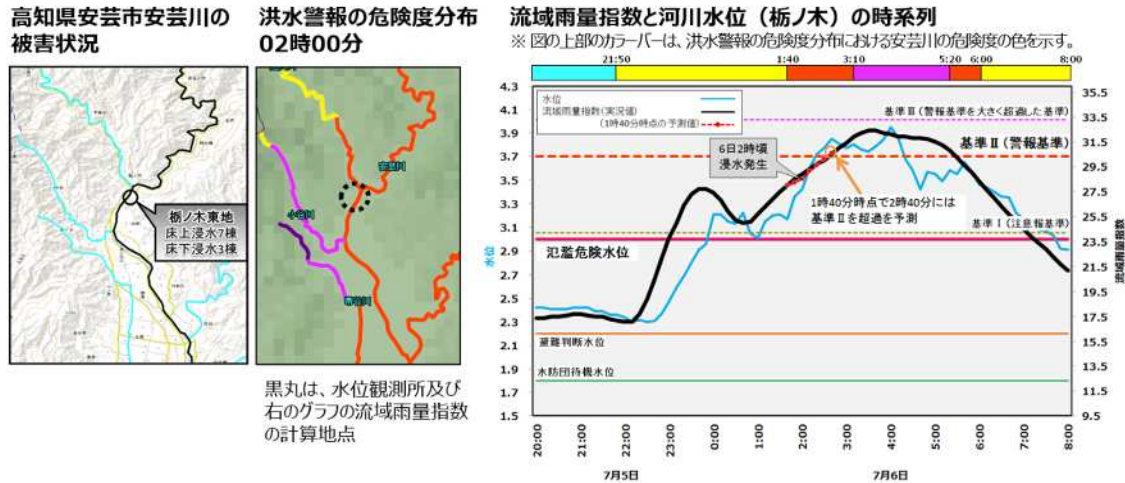 高知県安芸市安芸川の
被害状況
栃ノ木東地
床上浸水7棟
床下浸水3棟
洪水警報の危険度分布
02時00分
安芸川
小谷川
黒丸は、水位観測所及び
右のグラフの流域雨量指数
の計算地点
流域雨量指数と河川水位（栃ノ木）の時系列
※ 図の上部のカラーバーは、洪水警報の危険度分布における安芸川の危険度の色を示す。
21:50 1:40 3:10 5:20 6:00 8:00
水位
流域雨量指数(実況値)
(1時40分時点の予測値)
基準Ⅲ（警報基準を大きく超過した基準）
基準Ⅱ（警報基準）
6日2時頃
浸水発生
1時40分時点で2時40分には
基準Ⅱを超過を予測
基準Ⅰ（注意報基準）
氾濫危険水位
避難判断水位
水防団待機水位
水位
4.3
4.1
3.9
3.7
3.5
3.3
3.1
2.9
2.7
2.5
2.3
2.1
1.9
1.7
1.5
流域雨量指数
35.5
33.5
31.5
29.5
27.5
25.5
23.5
21.5
19.5
17.5
15.5
13.5
11.5
9.5
20:00 21:00 22:00 23:00 0:00 1:00 2:00 3:00 4:00 5:00 6:00 7:00 8:00
7月5日 7月6日